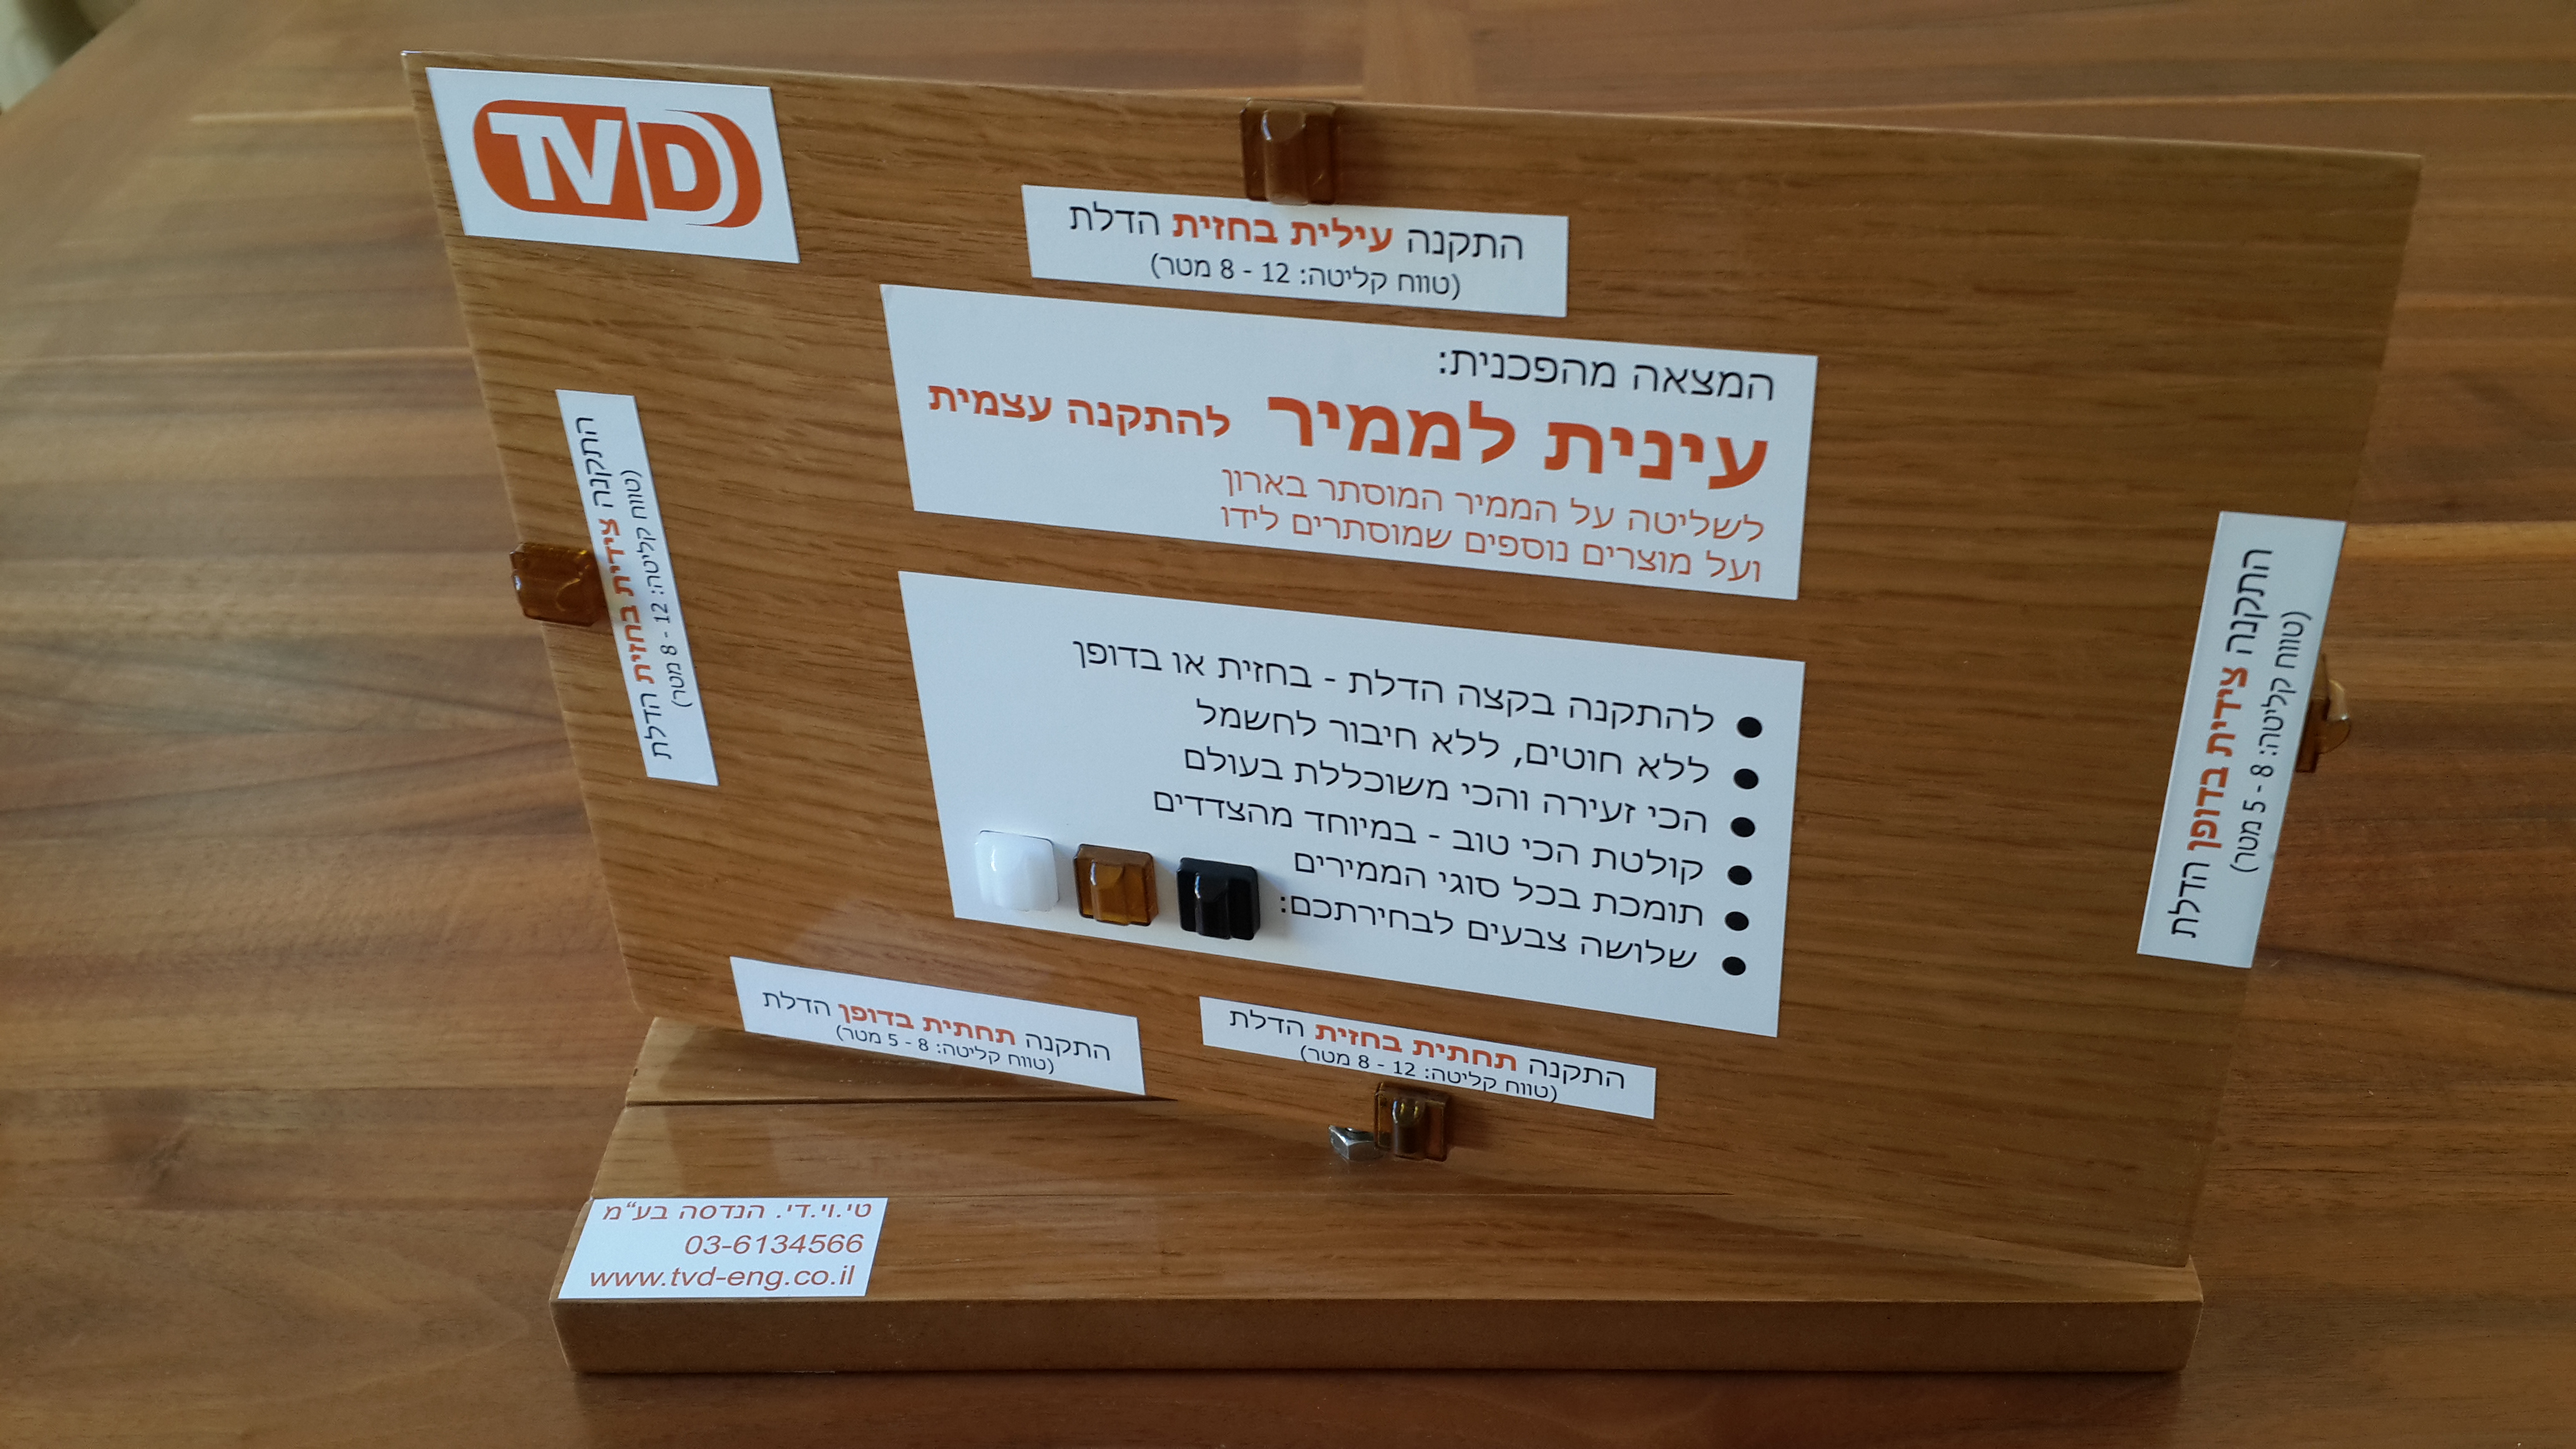 TVD
התקנה עילית בחזית הדלת
(טווח קליטה: 12 - 8 מטר)
המצאה מהפכנית:
עינית לממיר להתקנה עצמית
לשליטה על הממיר המוסתר בארון
ועל מוצרים נוספים שמוסתרים לידו
התקנה צידית בחזית הדלת
(טווח קליטה: 12 - 8 מטר)
התקנה צידית בדופן הדלת
(טווח קליטה: 8 - 5 מטר)
● להתקנה בקצה הדלת - בחזית או בדופן
● ללא חוטים, ללא חיבור לחשמל
● הכי זעירה והכי משוכללת בעולם
● קולטת הכי טוב - במיוחד מהצדדים
● תומכת בכל סוגי הממירים
● שלושה צבעים לבחירתכם:
התקנה תחתית בדופן הדלת
(טווח קליטה: 8 - 5 מטר)
התקנה תחתית בחזית הדלת
(טווח קליטה: 12 - 8 מטר)
טי.וי.די. הנדסה בע"מ
03-6134566
www.tvd-eng.co.il